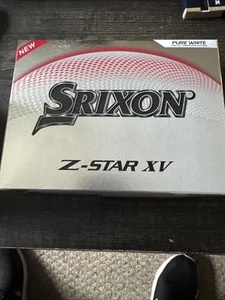 NEW
PURE WHITE
SRIXON
Z-STAR XV